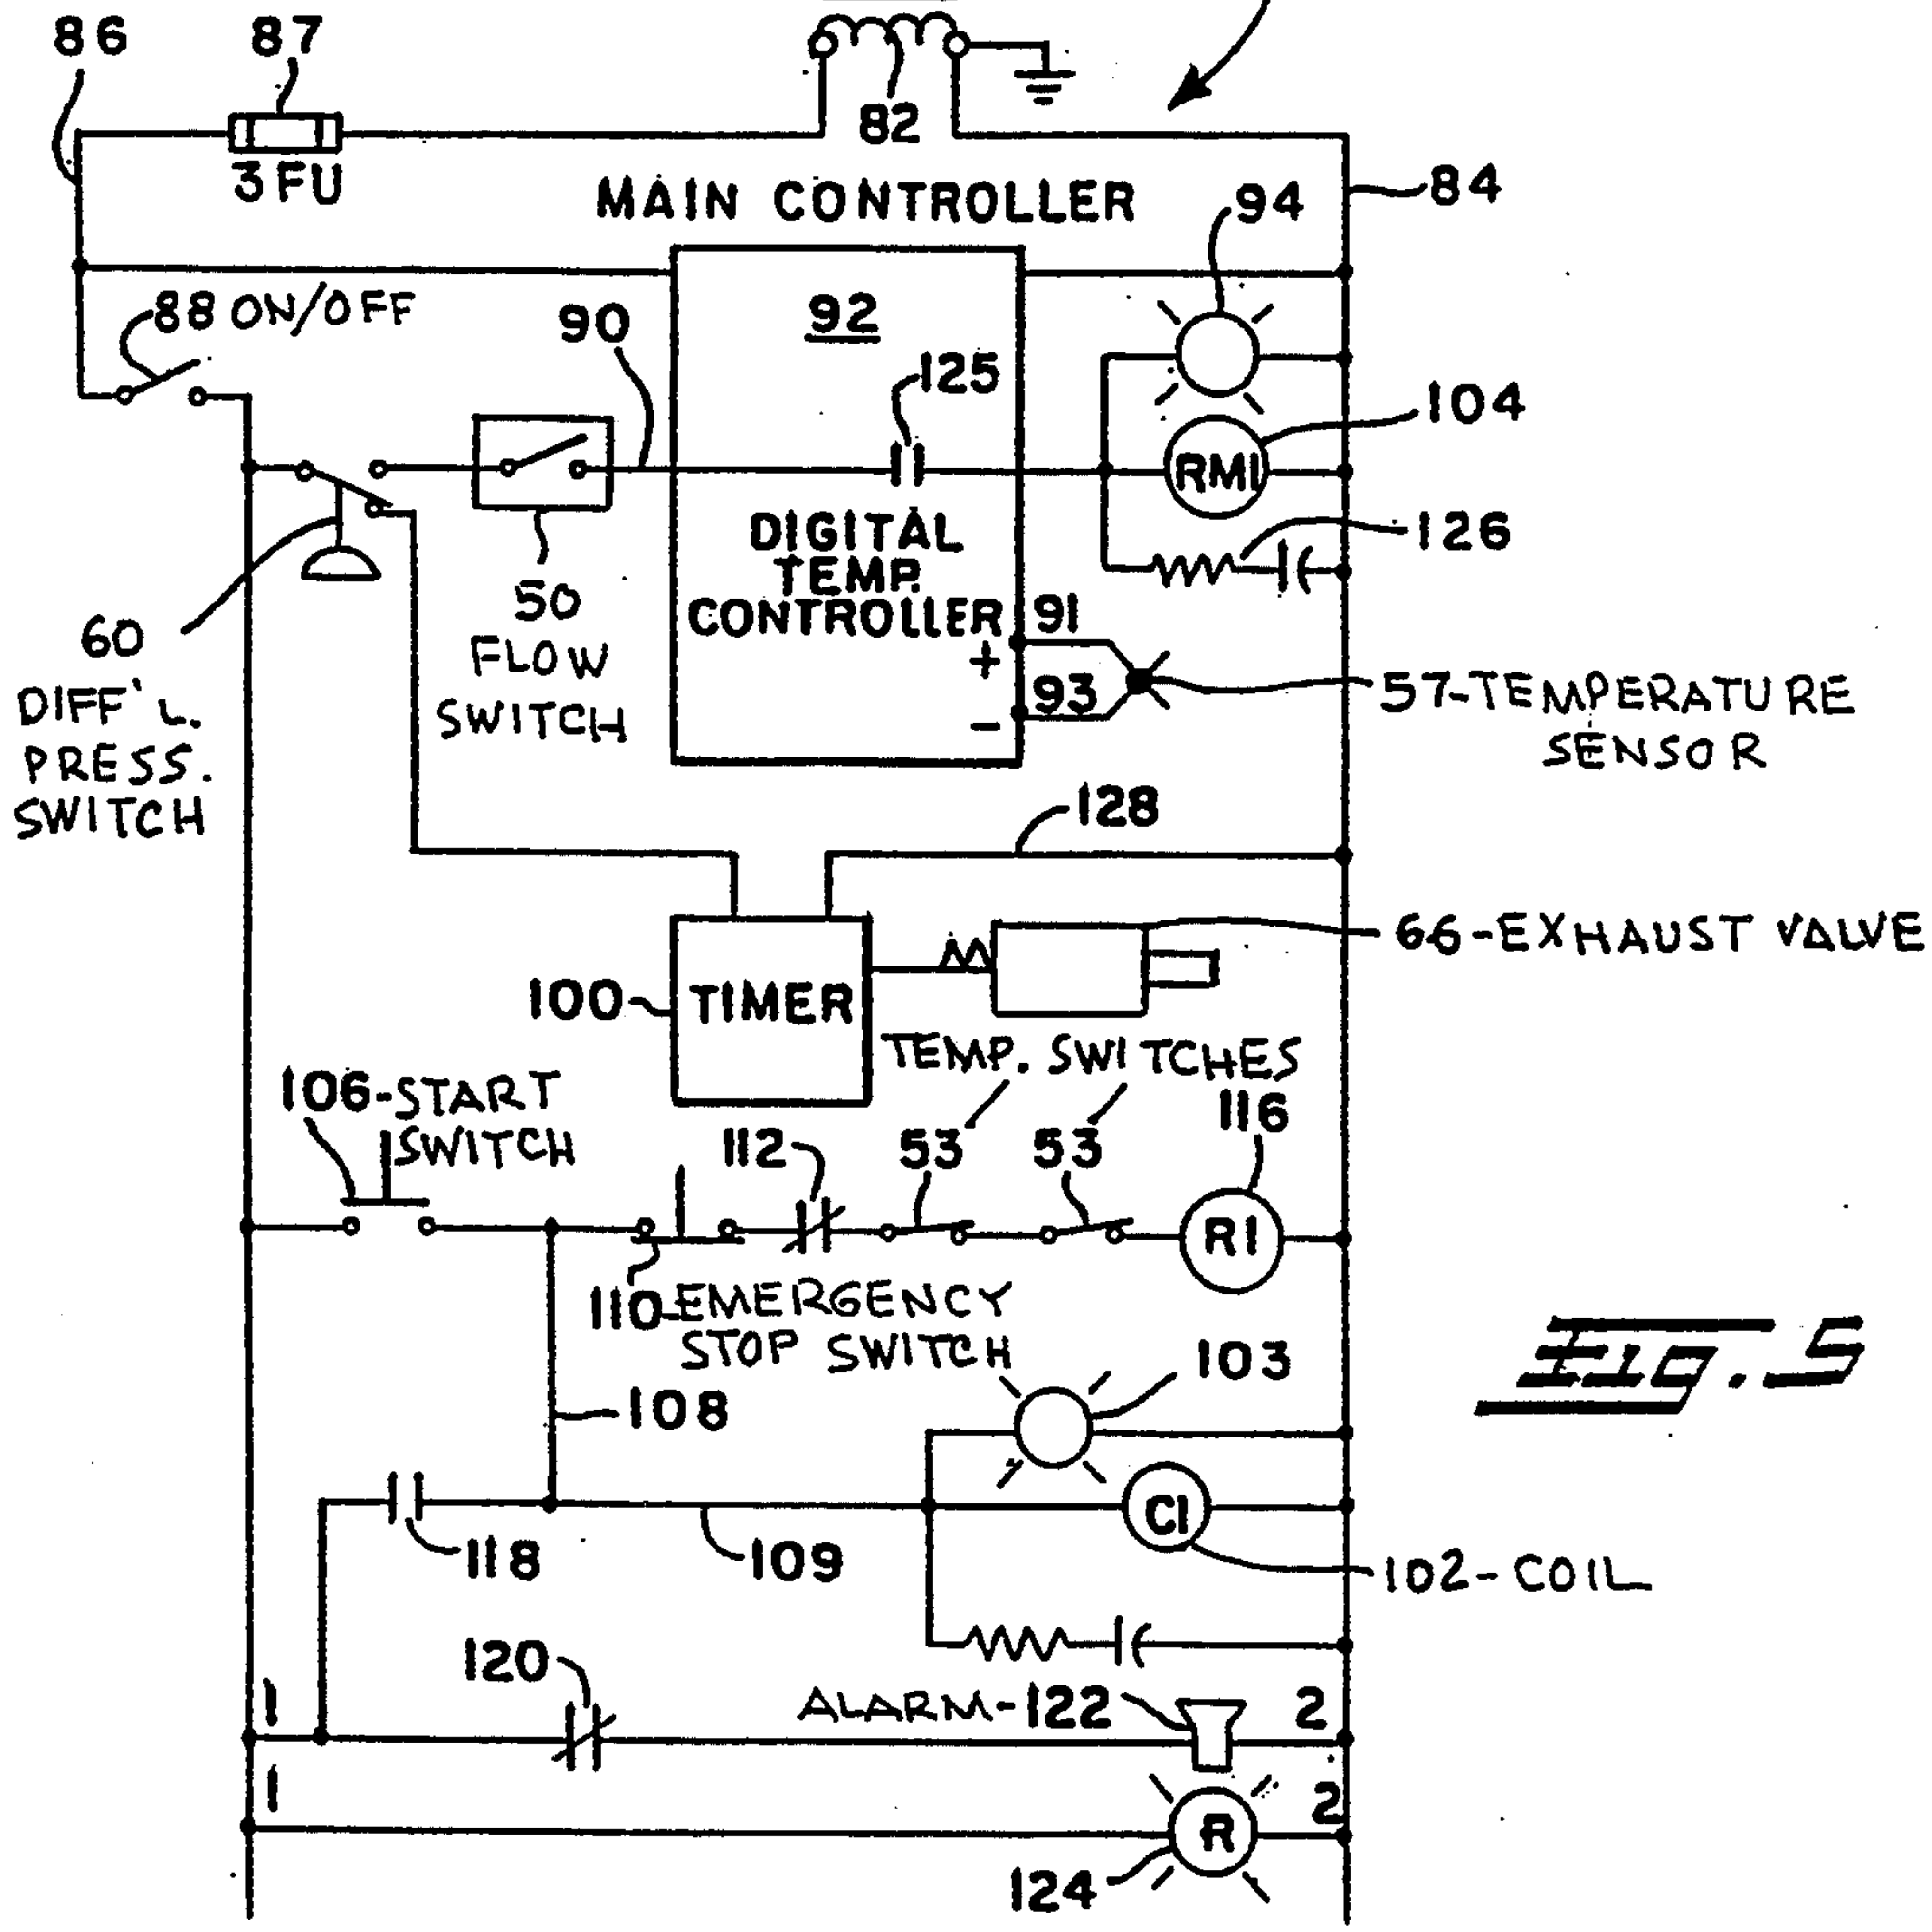 86
87
82
3FU
MAIN CONTROLLER
84
94
88 ON/OFF
90
92
125
104
RM1
126
DIGITAL
TEMP.
CONTROLLER
50
FLOW
SWITCH
60
DIFF'L.
PRESS.
SWITCH
91
+
93
-
57-TEMPERATURE
SENSOR
128
66-EXHAUST VALVE
100
TIMER
TEMP. SWITCHES
106-START
SWITCH
112
53
53
116
R1
110-EMERGENCY
STOP SWITCH
103
108
Fig. 5
C1
118
109
102-COIL
120
ALARM-122
1
2
1
2
R
124